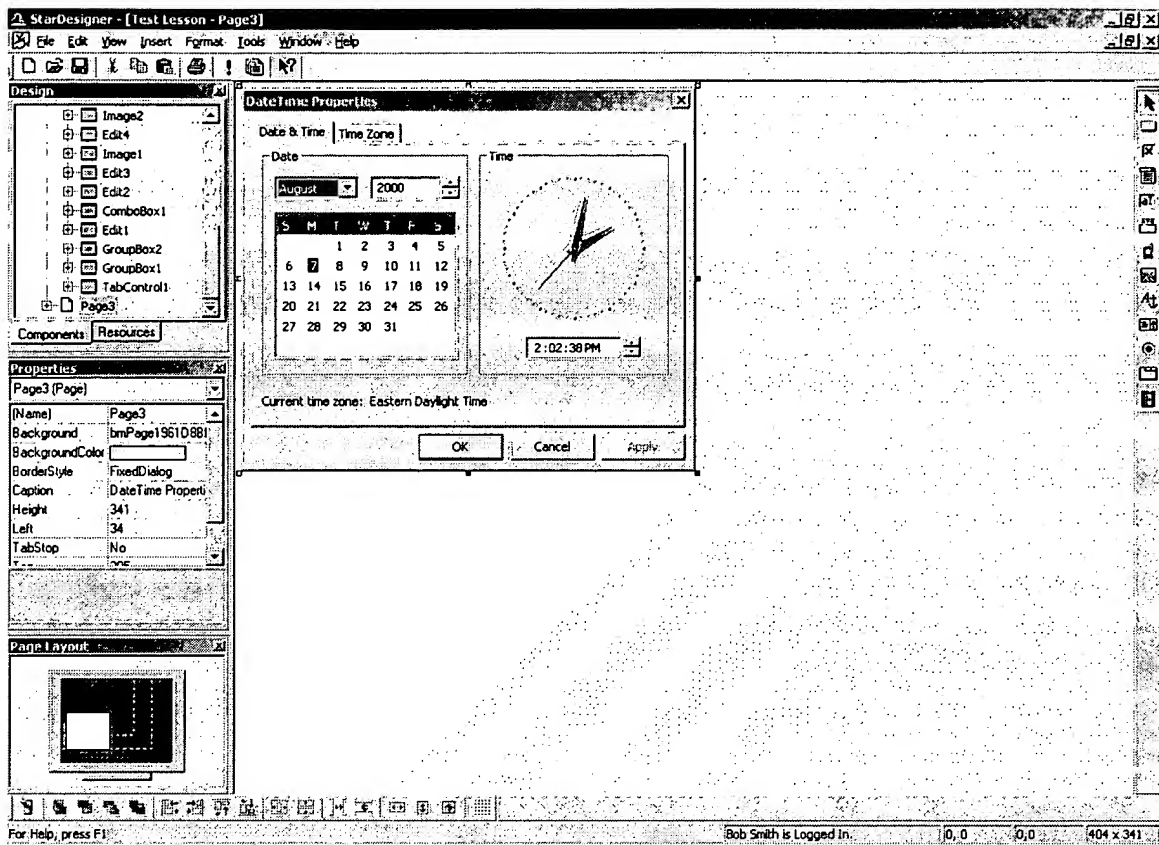 StarDesigner - [Test Lesson - Page3]
File Edit View Insert Format Tools Window Help
Design
Image2
Edit4
Image1
Edit3
Edit2
ComboBox1
Edit1
GroupBox2
GroupBox1
TabControl1
Page3
Components Resources
Properties
Page3 (Page)
(Name) Page3
Background bmPage1961D881
BackgroundColor
BorderStyle FixedDialog
Caption DateTime Properti
Height 341
Left 34
TabStop No
Page Layout
DateTime Properties
Date & Time Time Zone
Date
August 2000
S M T W T F S
1 2 3 4 5
6 7 8 9 10 11 12
13 14 15 16 17 18 19
20 21 22 23 24 25 26
27 28 29 30 31
Time
2:02:38 PM
Current time zone: Eastern Daylight Time
OK Cancel Apply
For Help, press F1
Bob Smith is Logged In. 0, 0 0,0 404 x 341